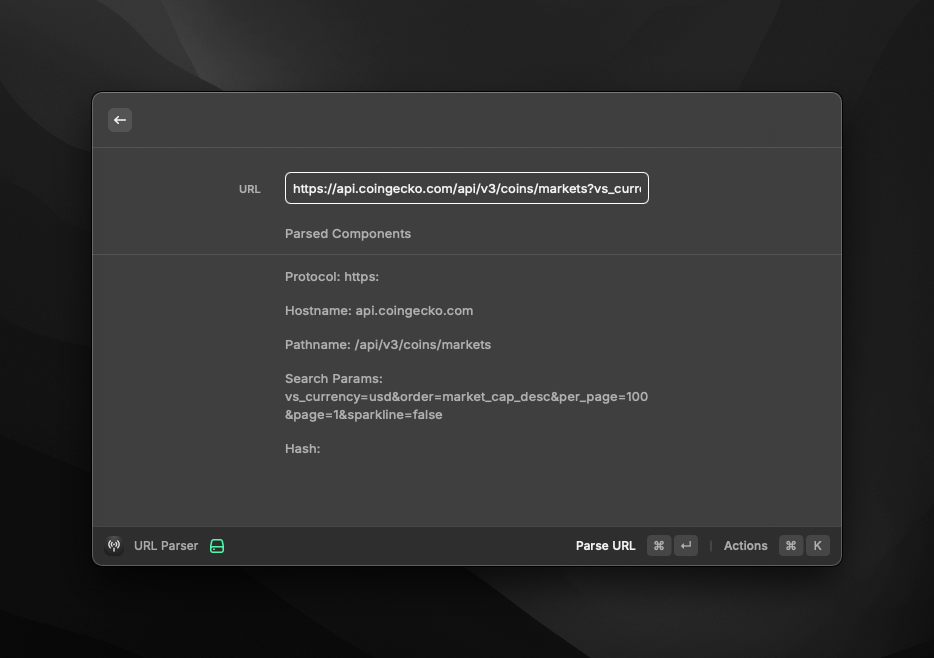 URL
https://api.coingecko.com/api/v3/coins/markets?vs_curr
Parsed Components
Protocol: https:
Hostname: api.coingecko.com
Pathname: /api/v3/coins/markets
Search Params:
vs_currency=usd&order=market_cap_desc&per_page=100
&page=1&sparkline=false
Hash:
URL Parser
Parse URL ⌘ ↵ | Actions ⌘ K